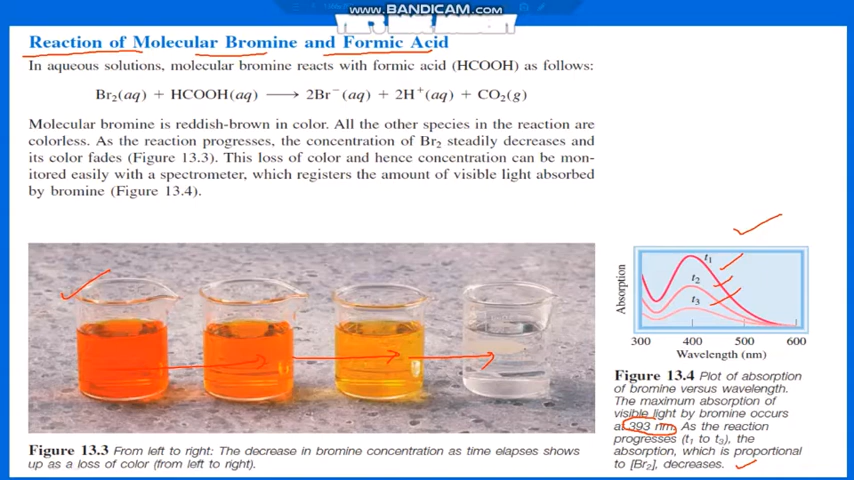 WWW.BANDICAM.COM
Reaction of Molecular Bromine and Formic Acid
In aqueous solutions, molecular bromine reacts with formic acid (HCOOH) as follows:
Br₂(aq) + HCOOH(aq) ⟶ 2Br⁻(aq) + 2H⁺(aq) + CO₂(g)
Molecular bromine is reddish-brown in color. All the other species in the reaction are
colorless. As the reaction progresses, the concentration of Br₂ steadily decreases and
its color fades (Figure 13.3). This loss of color and hence concentration can be mon-
itored easily with a spectrometer, which registers the amount of visible light absorbed
by bromine (Figure 13.4).
Figure 13.3 From left to right: The decrease in bromine concentration as time elapses shows
up as a loss of color (from left to right).
Absorption
t₁
t₂
t₃
300 400 500 600
Wavelength (nm)
Figure 13.4 Plot of absorption
of bromine versus wavelength.
The maximum absorption of
visible light by bromine occurs
at 393 nm. As the reaction
progresses (t₁ to t₃), the
absorption, which is proportional
to [Br₂], decreases.